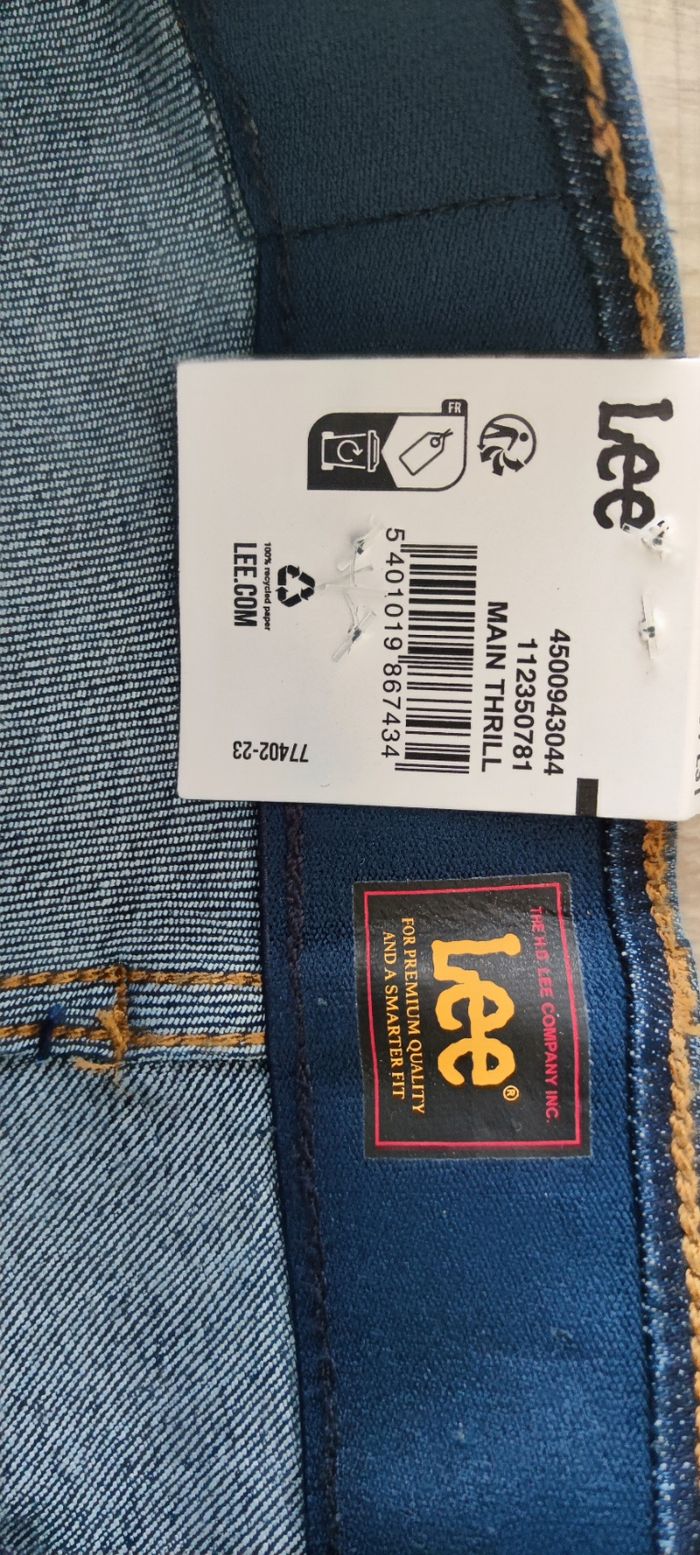 Lee
4500943044
112350781
MAIN THRILL
5 401019 867434
FR
100% recycled paper
LEE.COM
77402-23
THE H.D. LEE COMPANY INC.
Lee®
FOR PREMIUM QUALITY
AND A SMARTER FIT